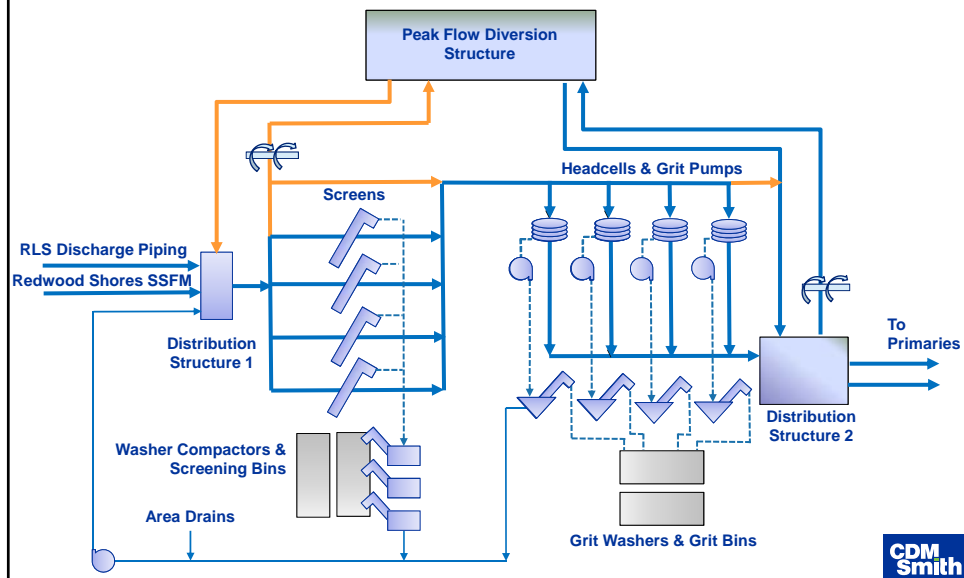 Peak Flow Diversion
Structure
Headcells & Grit Pumps
Screens
RLS Discharge Piping
Redwood Shores SSFM
Distribution
Structure 1
To
Primaries
Distribution
Structure 2
Washer Compactors &
Screening Bins
Area Drains
Grit Washers & Grit Bins
CDM
Smith